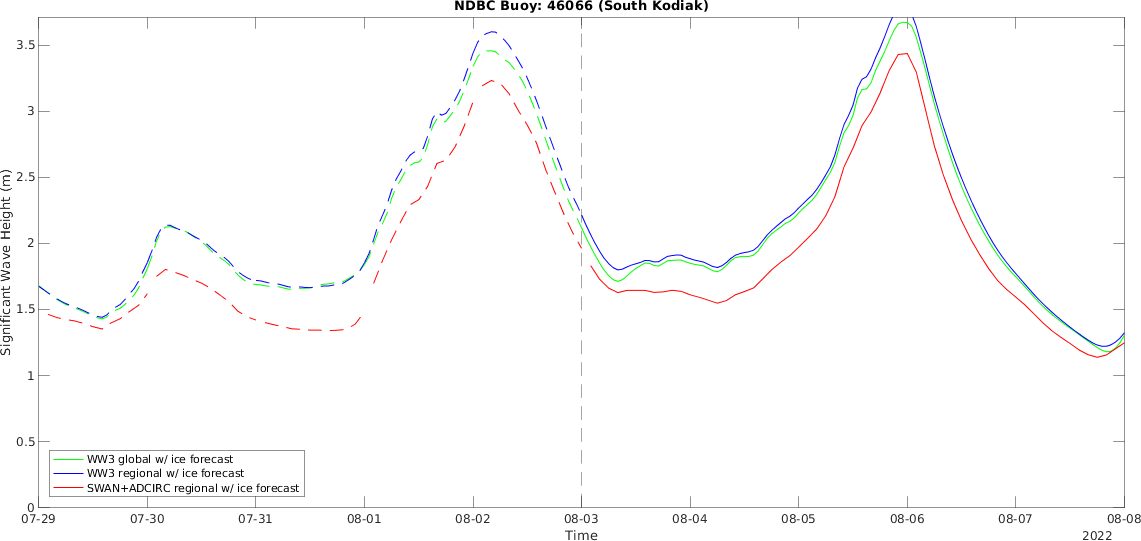 NDBC Buoy: 46066 (South Kodiak)
Significant Wave Height (m)
3.5
3
2.5
2
1.5
1
0.5
0
WW3 global w/ ice forecast
WW3 regional w/ ice forecast
SWAN+ADCIRC regional w/ ice forecast
07-29 07-30 07-31 08-01 08-02 08-03 08-04 08-05 08-06 08-07 08-08
Time
2022